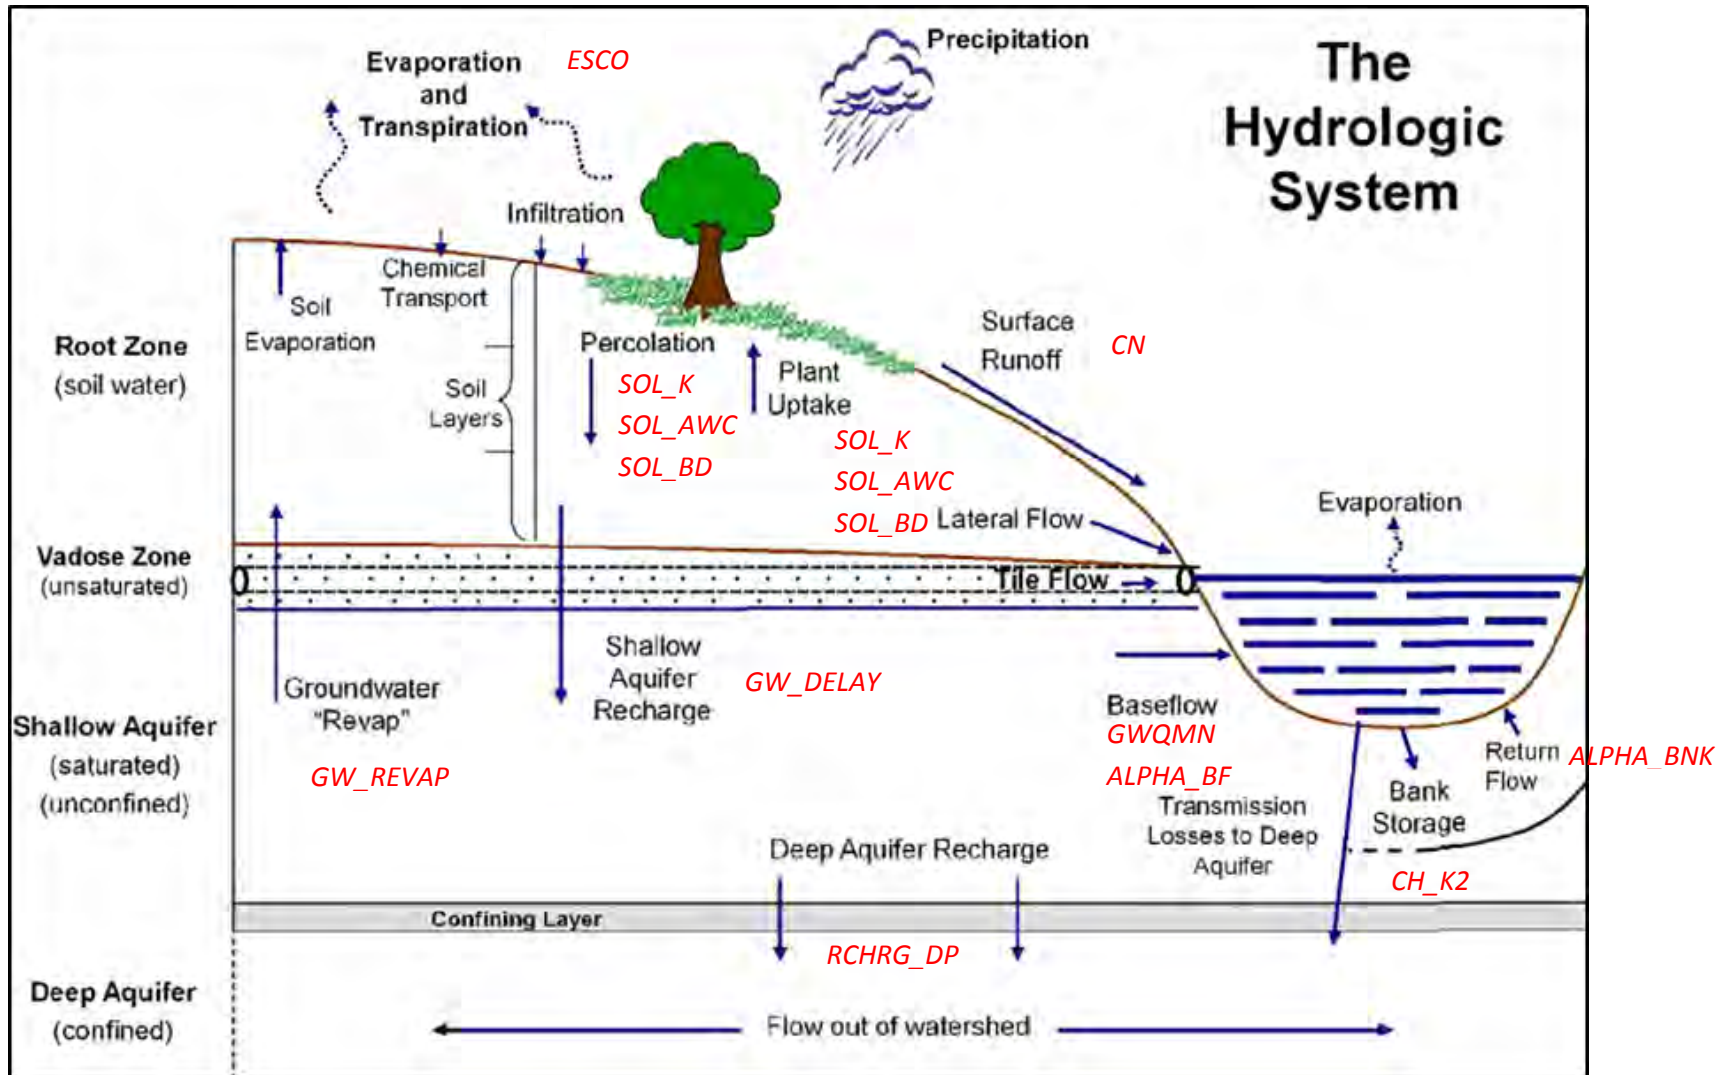 The
Hydrologic
System
Precipitation
Evaporation
and
Transpiration
ESCO
Infiltration
Chemical
Transport
Soil
Evaporation
Root Zone
(soil water)
Soil
Layers
Percolation
SOL_K
SOL_AWC
SOL_BD
Plant
Uptake
SOL_K
SOL_AWC
SOL_BD
Surface
Runoff
CN
Lateral Flow
Evaporation
Vadose Zone
(unsaturated)
Tile Flow
Shallow Aquifer
(saturated)
(unconfined)
Groundwater
"Revap"
GW_REVAP
Shallow
Aquifer
Recharge
GW_DELAY
Baseflow
GWQMN
ALPHA_BF
Transmission
Losses to Deep
Aquifer
Bank
Storage
Return
Flow
ALPHA_BNK
CH_K2
Deep Aquifer Recharge
Confining Layer
RCHRG_DP
Deep Aquifer
(confined)
Flow out of watershed